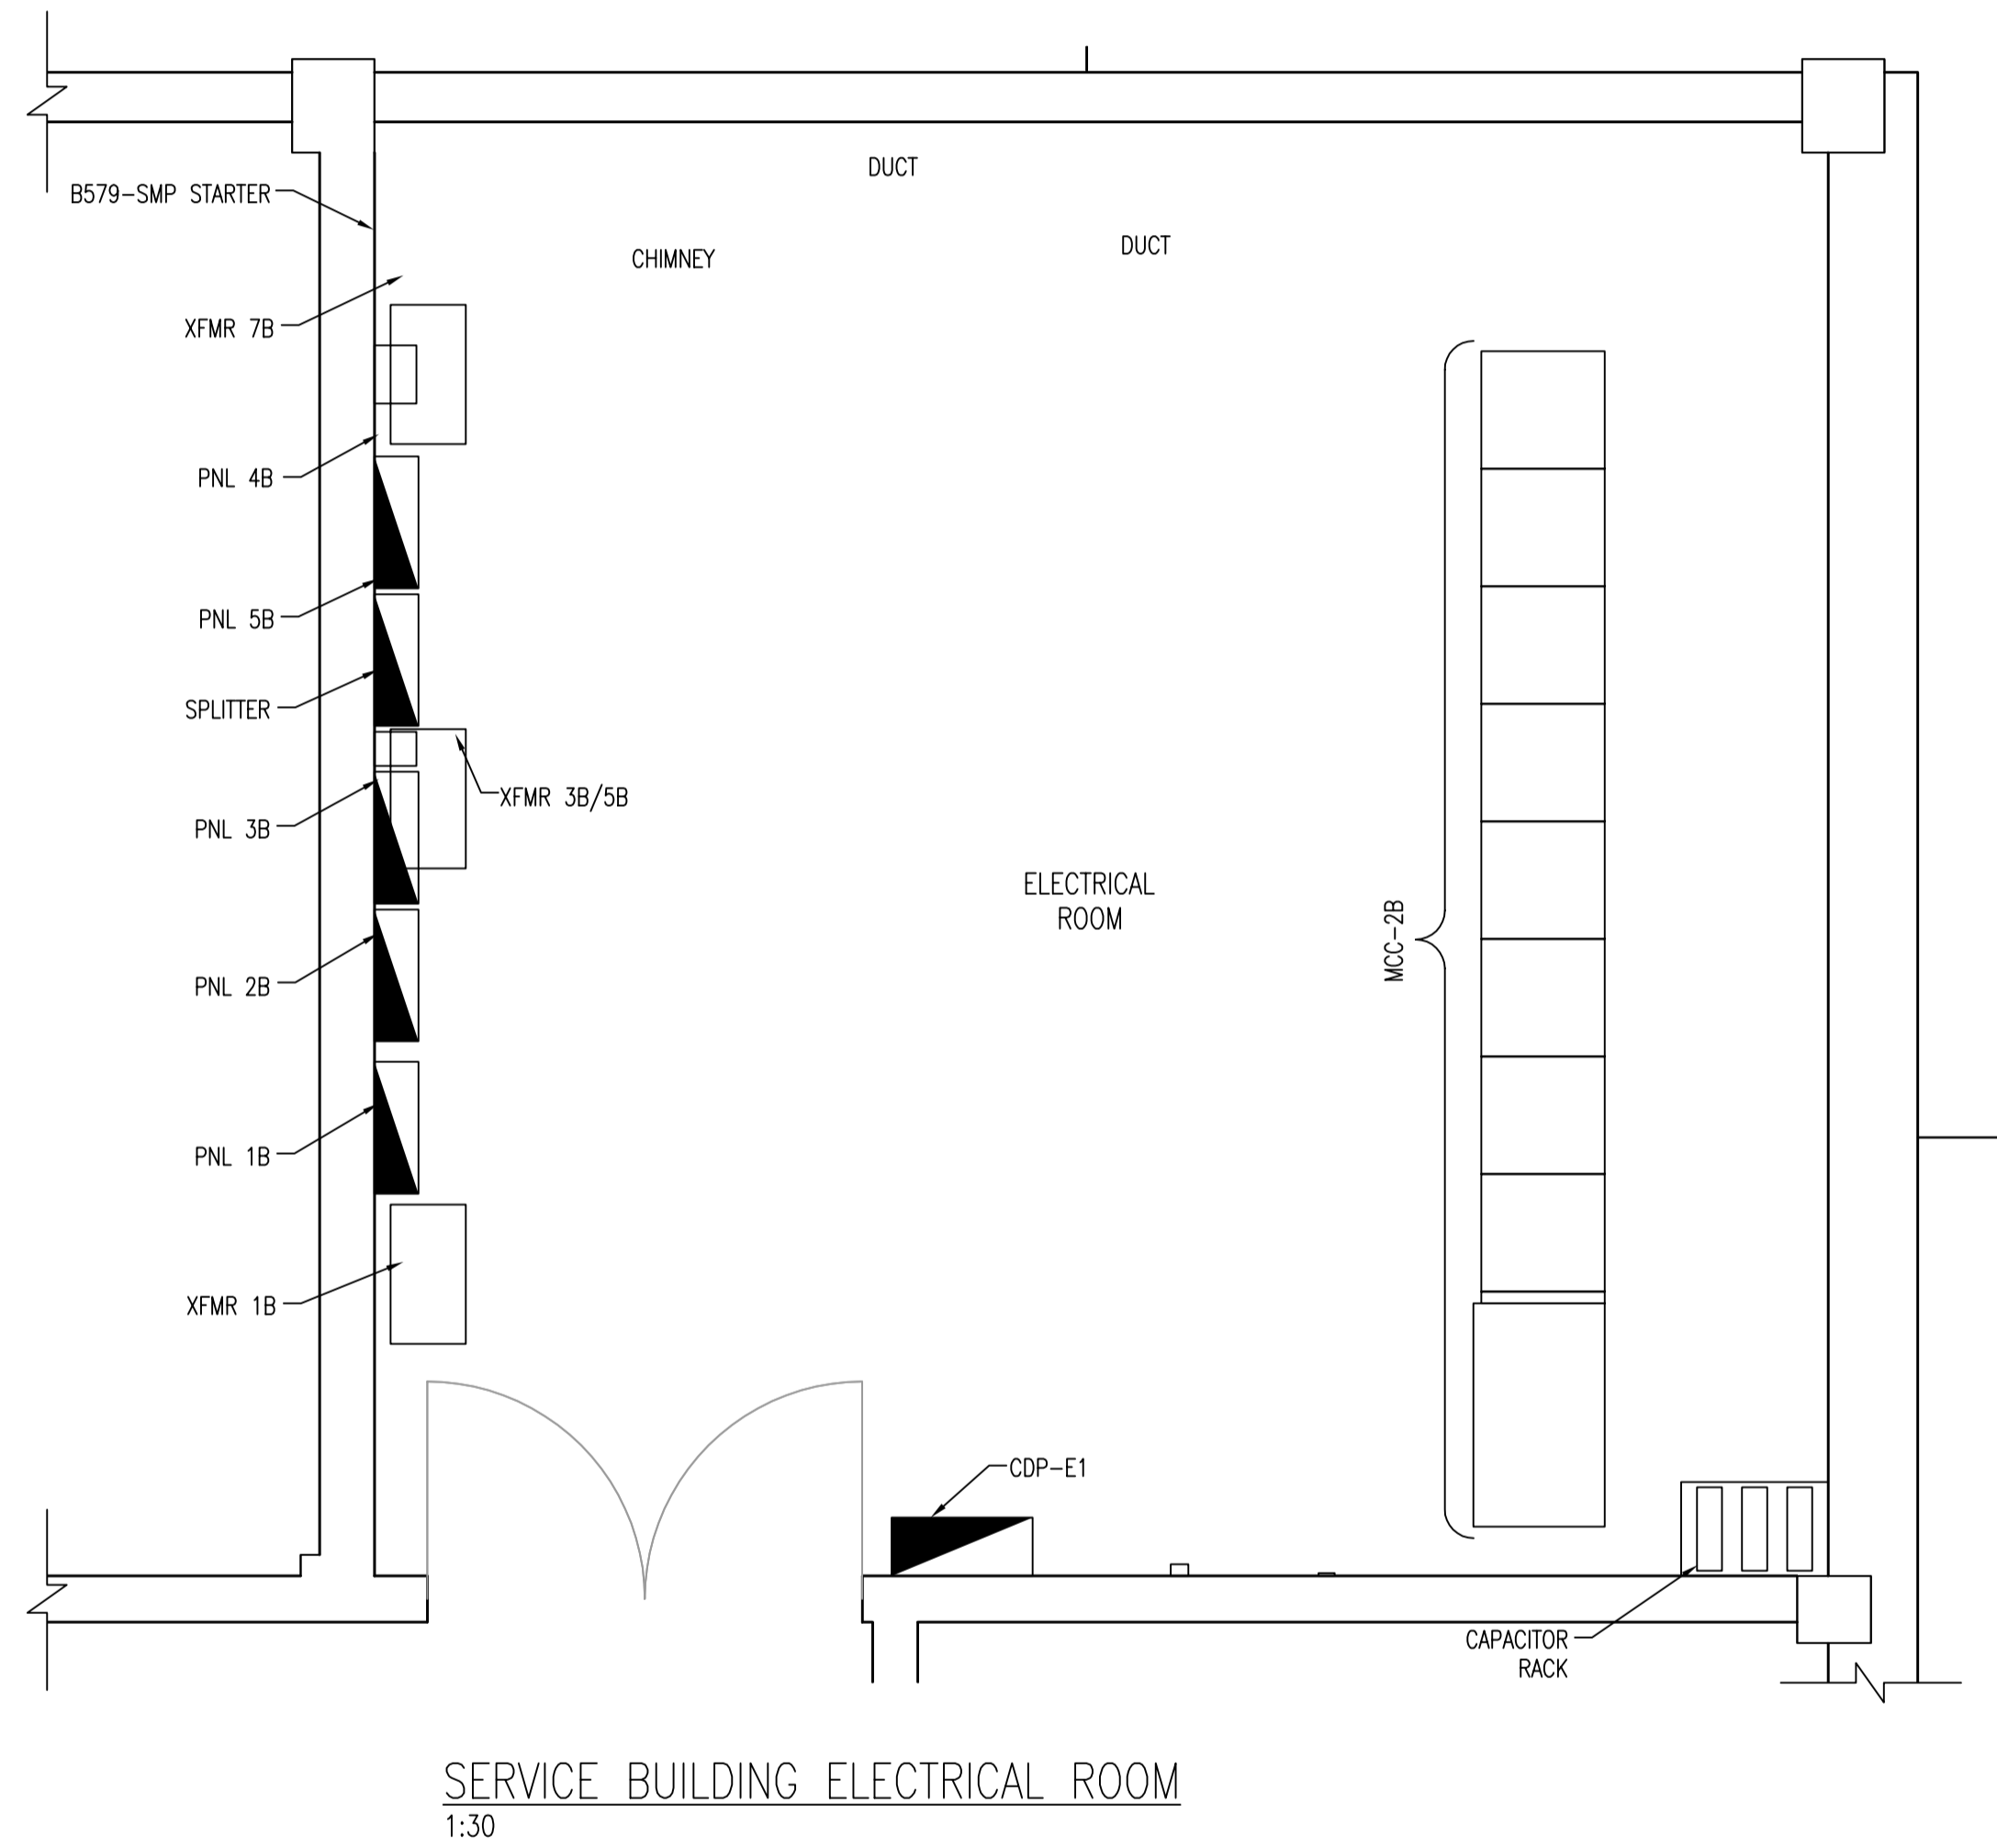 DUCT
B579-SMP STARTER
DUCT
CHIMNEY
XFMR 7B
PNL 4B
PNL 5B
SPLITTER
XFMR 3B/5B
PNL 3B
ELECTRICAL
ROOM
MCC-2B
PNL 2B
PNL 1B
XFMR 1B
CDP-E1
CAPACITOR
RACK
SERVICE BUILDING ELECTRICAL ROOM
1:30